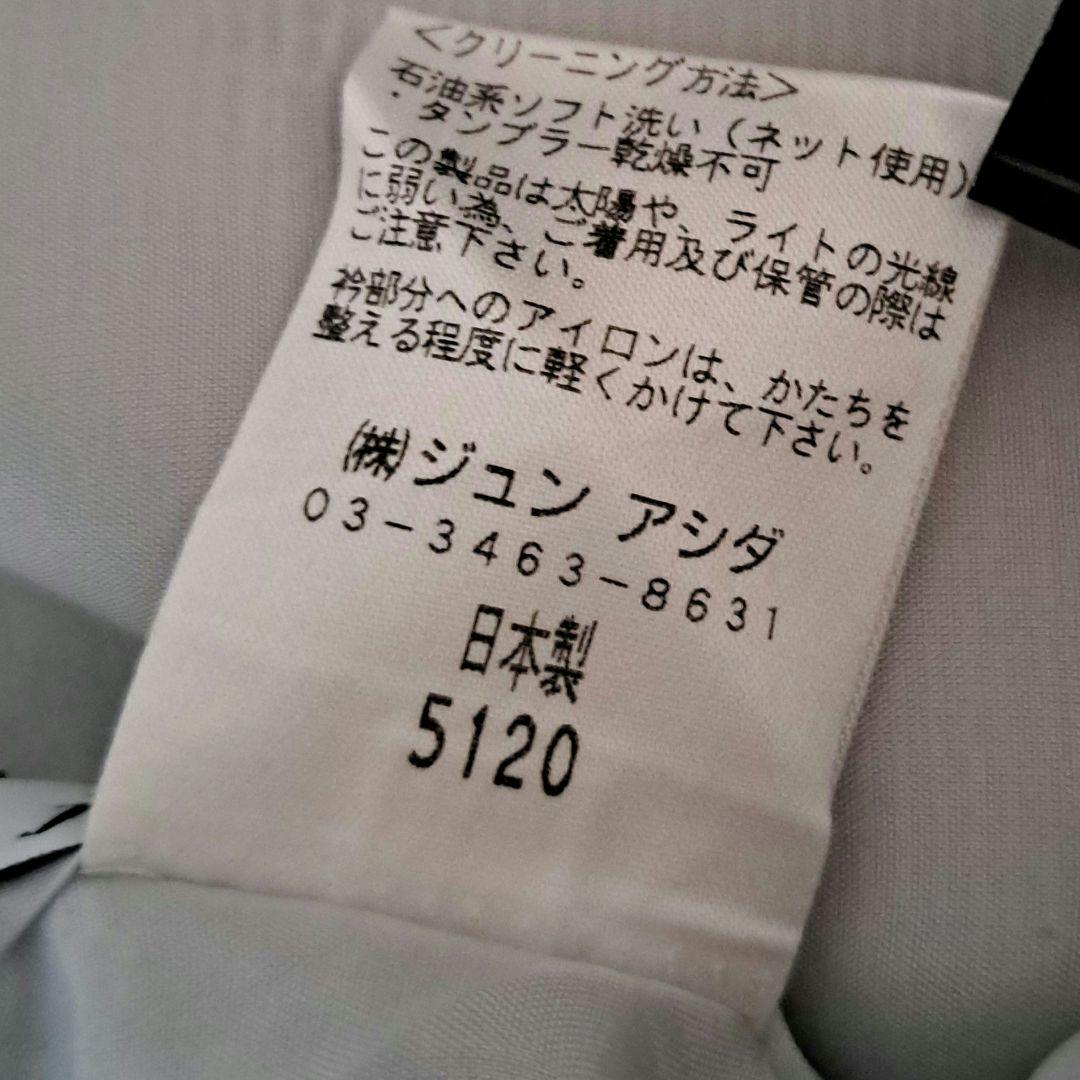 <クリーニング方法>
石油系ソフト洗い(ネット使用)
・タンブラー乾燥不可
この製品は太陽や、ライトの光線
に弱い為、ご着用及び保管の際は
ご注意下さい。
衿部分へのアイロンは、かたちを
整える程度に軽くかけて下さい。
(株)ジュン アシダ
03-3463-8631
日本製
5120